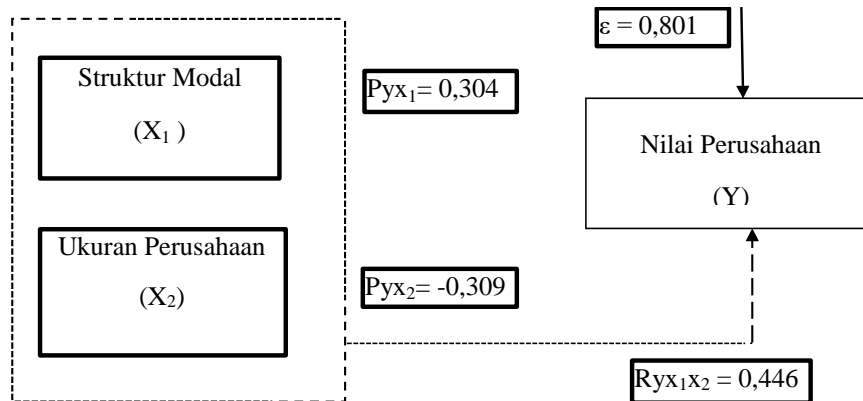 ε = 0,801
Struktur Modal
(X₁ )
Pyx₁= 0,304
Nilai Perusahaan
(Y)
Ukuran Perusahaan
(X₂)
Pyx₂= -0,309
Ryx₁x₂ = 0,446